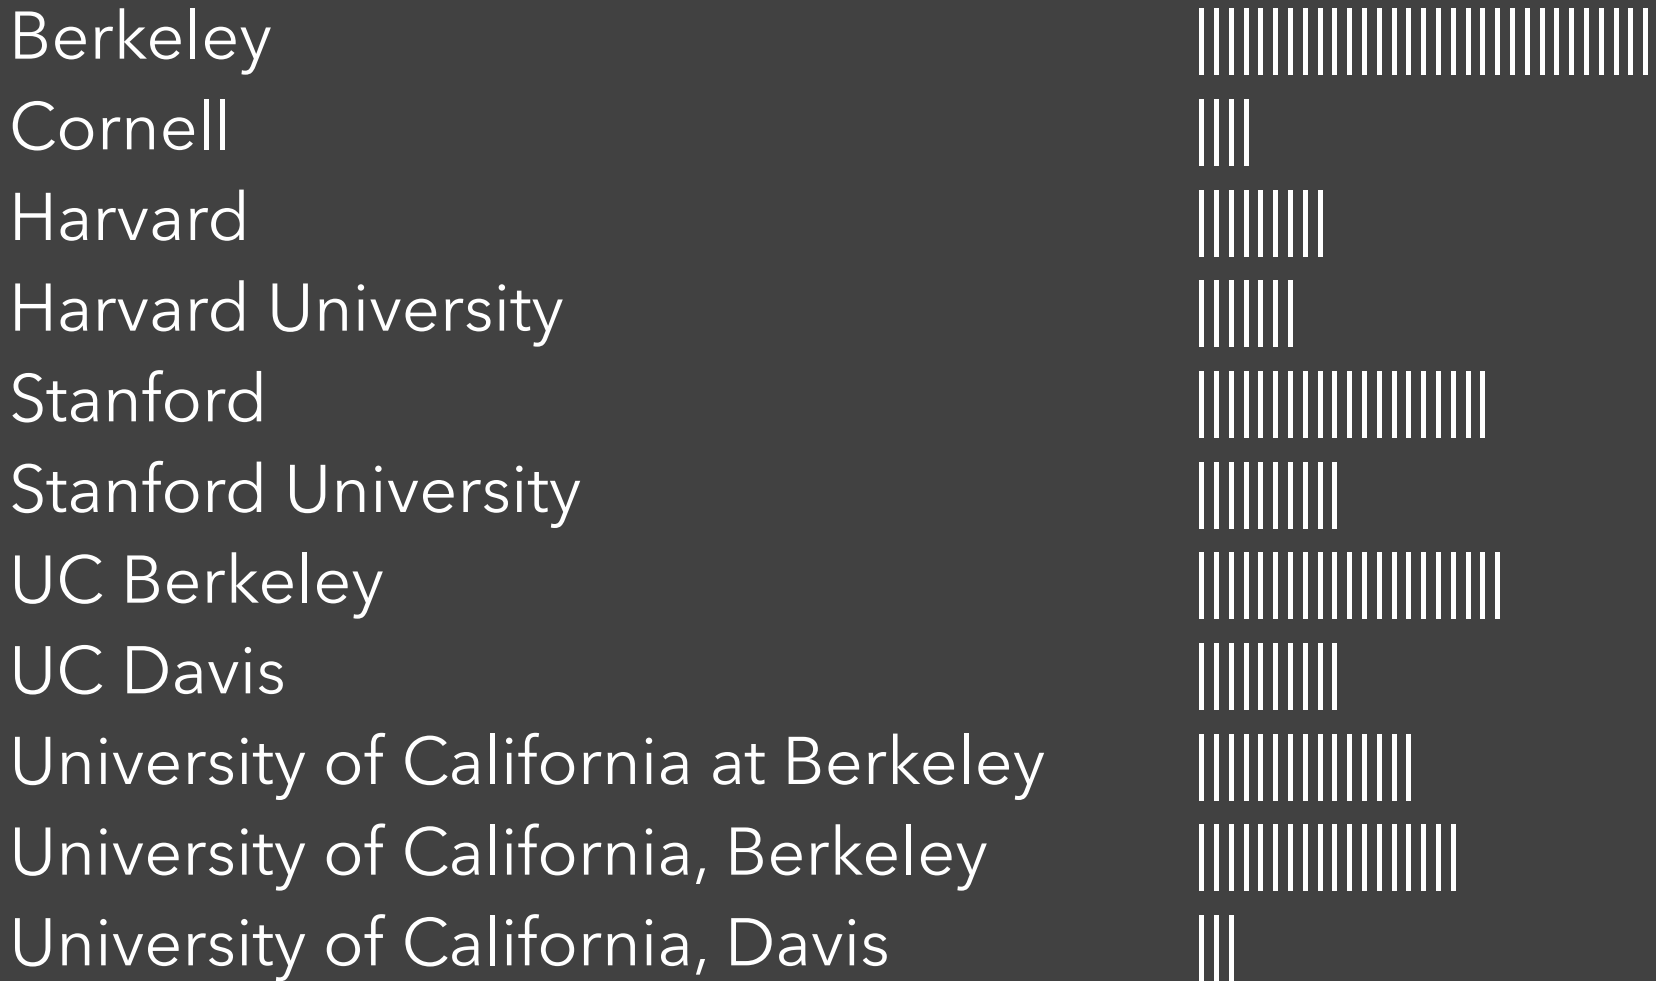 Berkeley
Cornell
Harvard
Harvard University
Stanford
Stanford University
UC Berkeley
UC Davis
University of California at Berkeley
University of California, Berkeley
University of California, Davis